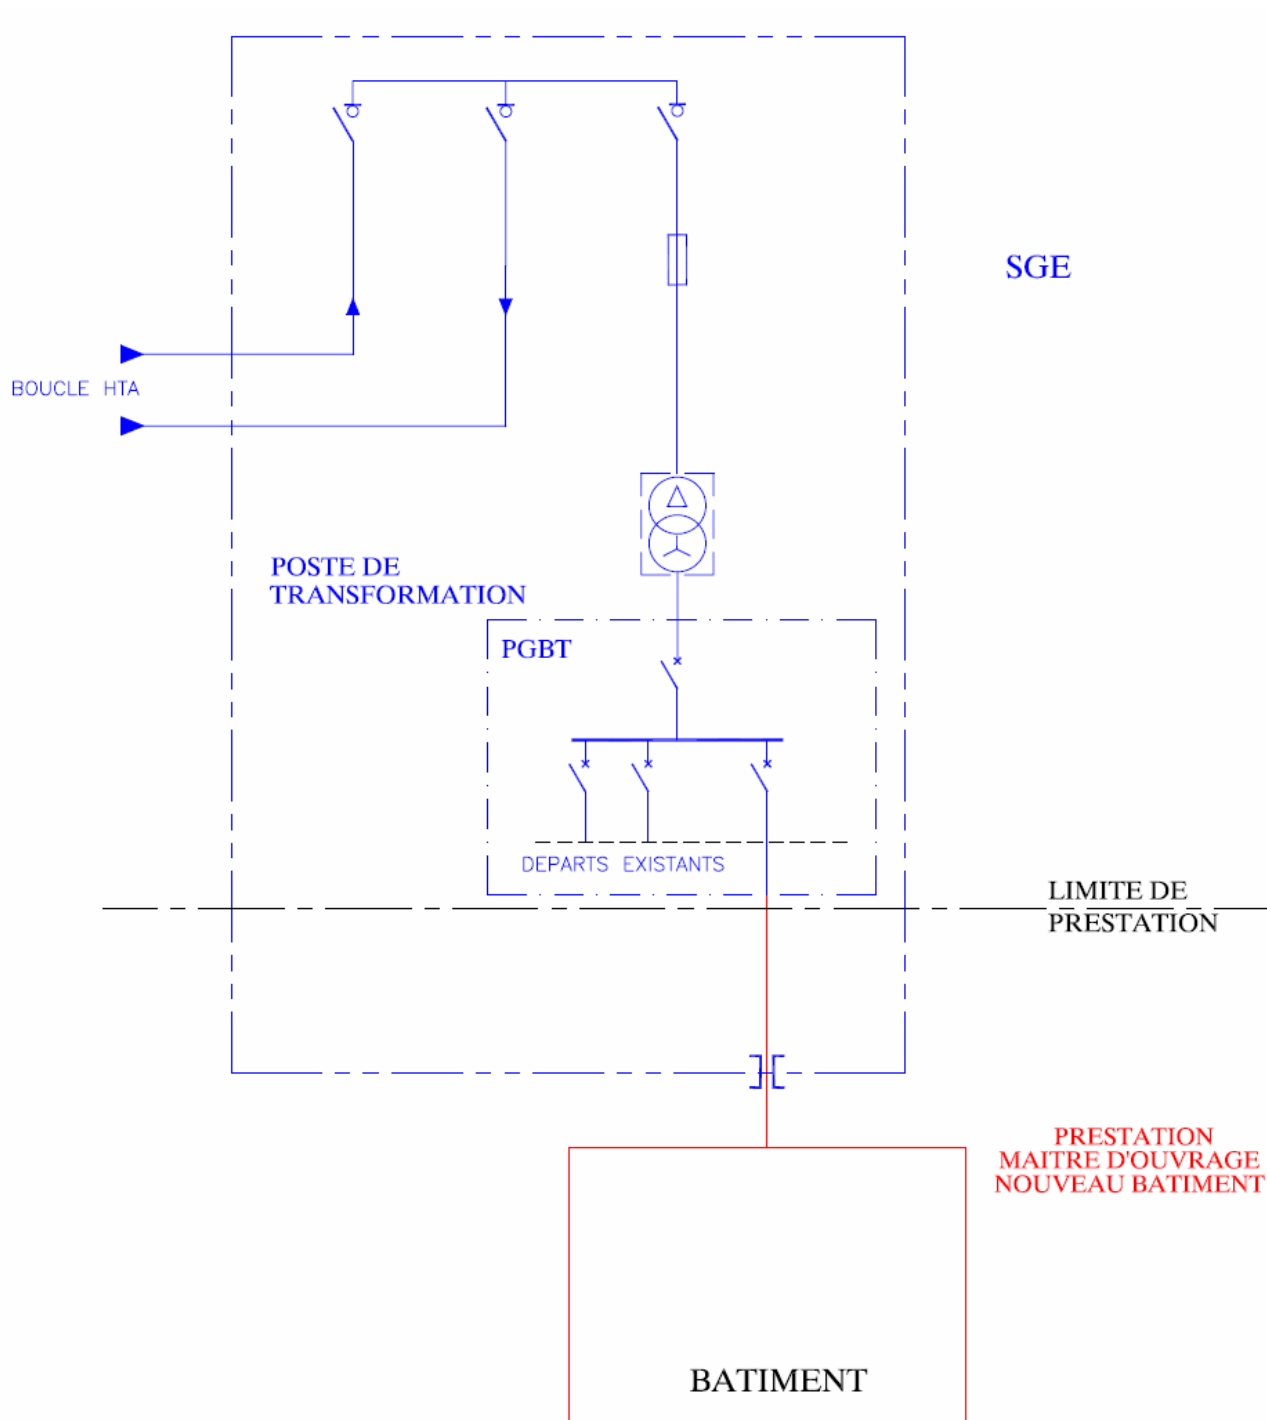 SGE
BOUCLE HTA
POSTE DE
TRANSFORMATION
PGBT
DEPARTS EXISTANTS
LIMITE DE
PRESTATION
PRESTATION
MAITRE D'OUVRAGE
NOUVEAU BATIMENT
BATIMENT